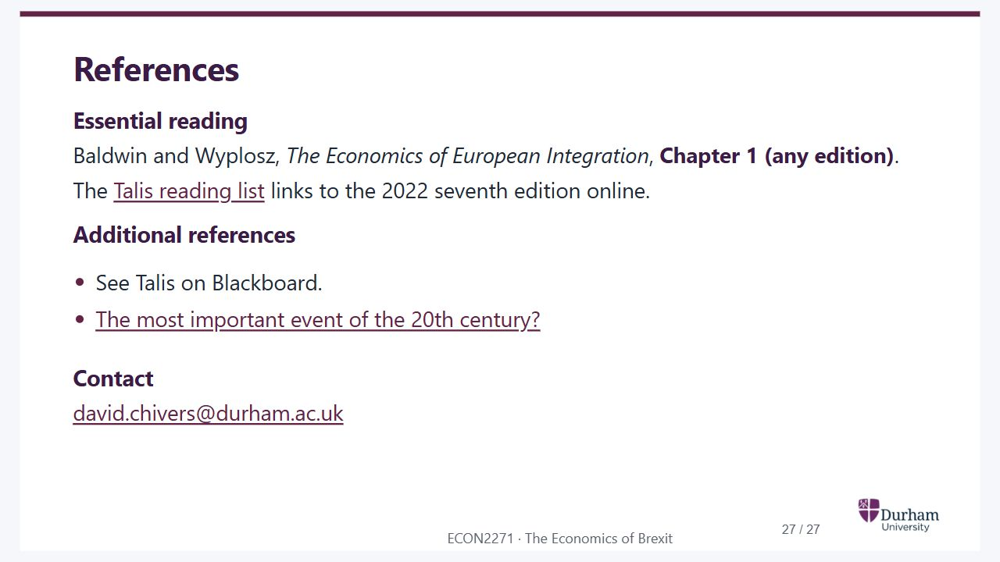 References
Essential reading
Baldwin and Wyplosz, The Economics of European Integration, Chapter 1 (any edition).
The Talis reading list links to the 2022 seventh edition online.
Additional references
• See Talis on Blackboard.
• The most important event of the 20th century?
Contact
david.chivers@durham.ac.uk
ECON2271 · The Economics of Brexit
27 / 27
Durham
University